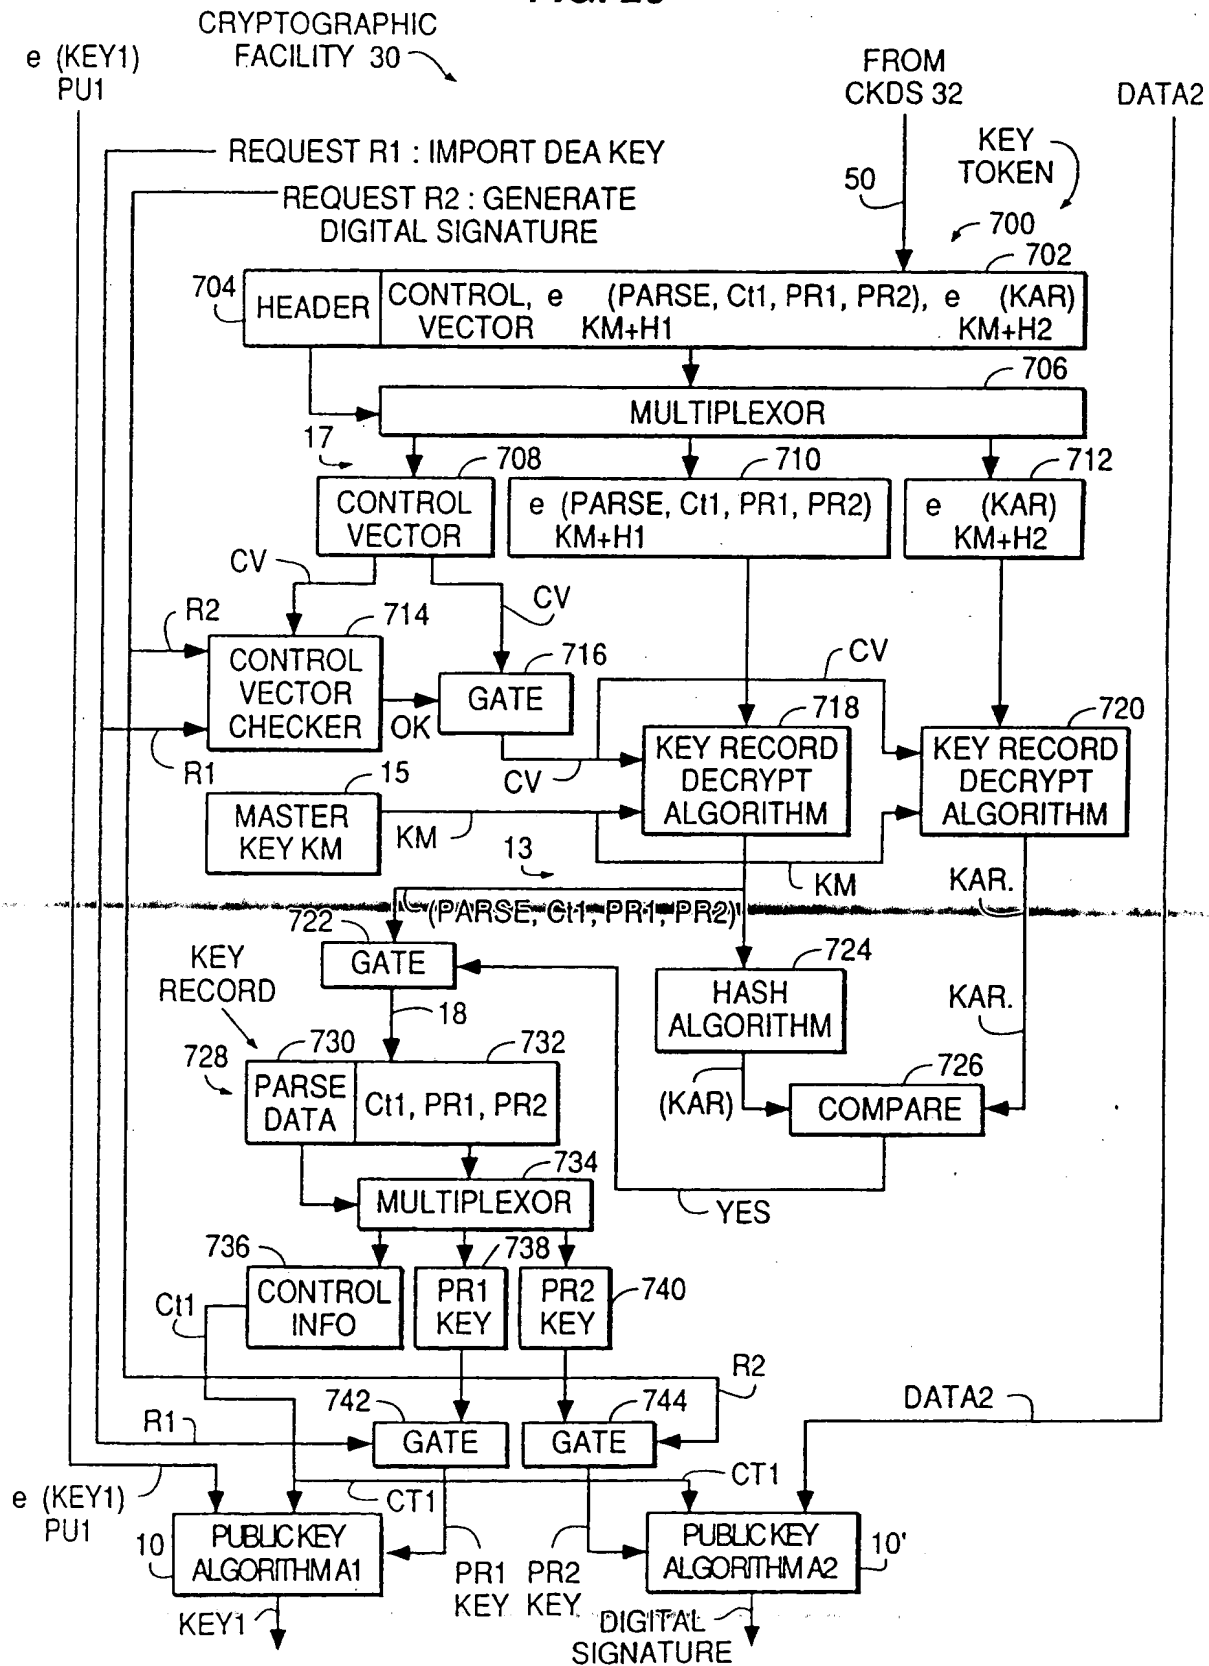 CRYPTOGRAPHIC
FACILITY 30
e (KEY1)
PU1
FROM
CKDS 32
DATA2
REQUEST R1 : IMPORT DEA KEY
KEY
TOKEN
50
REQUEST R2 : GENERATE
DIGITAL SIGNATURE
700
702
704
HEADER
CONTROL, e (PARSE, Ct1, PR1, PR2), e (KAR)
VECTOR KM+H1 KM+H2
706
MULTIPLEXOR
17
708
710
712
CONTROL
VECTOR
e (PARSE, Ct1, PR1, PR2)
KM+H1
e (KAR)
KM+H2
CV
CV
R2
714
716
CV
CONTROL
VECTOR
CHECKER
GATE
OK
718
720
KEY RECORD
DECRYPT
ALGORITHM
KEY RECORD
DECRYPT
ALGORITHM
R1
15
CV
MASTER
KEY KM
KM
13
KM
KAR.
(PARSE, Ct1, PR1, PR2)
722
GATE
724
KEY
RECORD
HASH
ALGORITHM
KAR.
18
728
730
732
726
PARSE
DATA
Ct1, PR1, PR2
(KAR)
COMPARE
734
MULTIPLEXOR
YES
736
738
CONTROL
INFO
PR1
KEY
PR2
KEY
740
Ct1
R2
742
744
DATA2
R1
GATE
GATE
CT1
CT1
e (KEY1)
PU1
10
PUBLIC KEY
ALGORITHM A1
PUBLIC KEY
ALGORITHM A2
10'
PR1
KEY
PR2
KEY
KEY1
DIGITAL
SIGNATURE